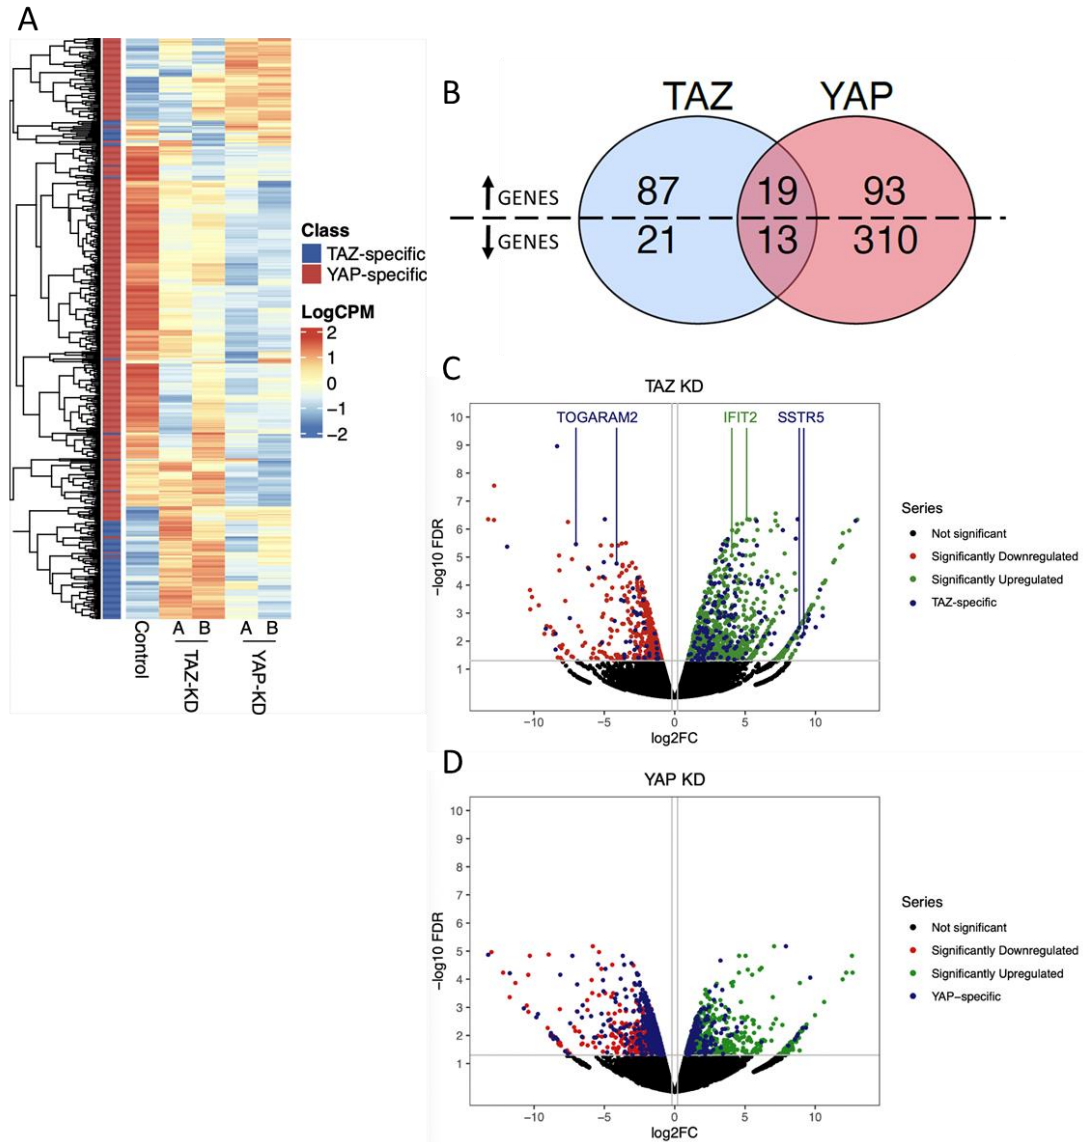 A
Class
TAZ-specific
YAP-specific
LogCPM
2
1
0
−1
−2
Control
A B
TAZ-KD
A B
YAP-KD
B
TAZ YAP
GENES 87 19 93
GENES 21 13 310
C
TAZ KD
TOGARAM2 IFIT2 SSTR5
10
9
8
7
6
5
4
3
2
1
−log10 FDR
−10 −5 0 5 10
log2FC
Series
Not significant
Significantly Downregulated
Significantly Upregulated
TAZ-specific
D
YAP KD
10
9
8
7
6
5
4
3
2
1
−log10 FDR
−10 −5 0 5 10
log2FC
Series
Not significant
Significantly Downregulated
Significantly Upregulated
YAP−specific